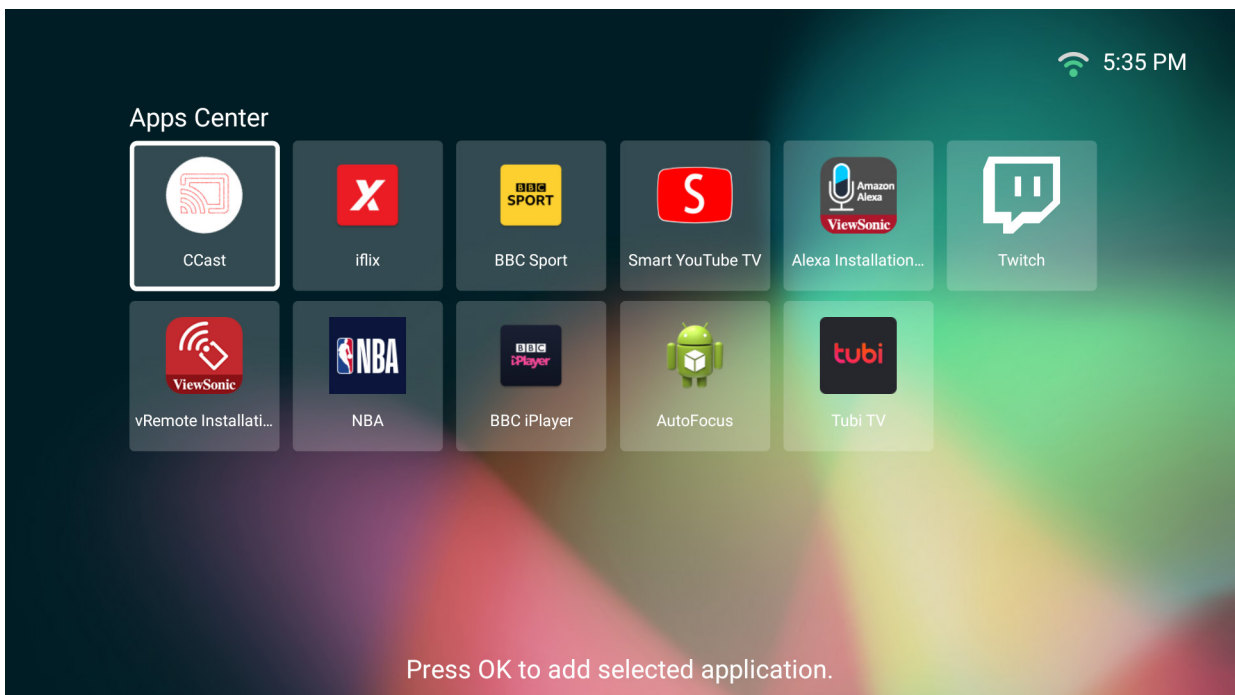 5:35 PM
Apps Center
X
BBC
SPORT
S
Amazon
Alexa
ViewSonic
CCast
iflix
BBC Sport
Smart YouTube TV
Alexa Installation...
Twitch
ViewSonic
NBA
BBC
iPlayer
tubi
vRemote Installati...
NBA
BBC iPlayer
AutoFocus
Tubi TV
Press OK to add selected application.